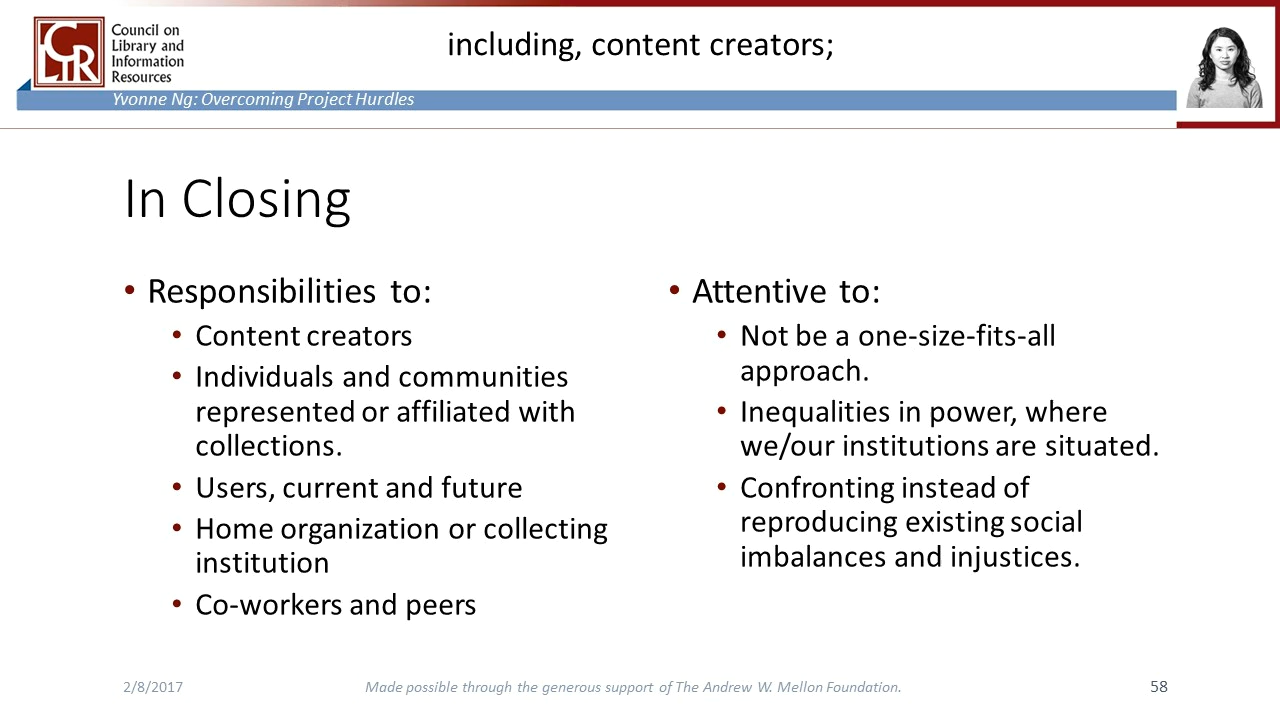 CLIR
Council on
Library and
Information
Resources
including, content creators;
Yvonne Ng: Overcoming Project Hurdles
In Closing
• Responsibilities to:
• Content creators
• Individuals and communities
represented or affiliated with
collections.
• Users, current and future
• Home organization or collecting
institution
• Co-workers and peers
• Attentive to:
• Not be a one-size-fits-all
approach.
• Inequalities in power, where
we/our institutions are situated.
• Confronting instead of
reproducing existing social
imbalances and injustices.
2/8/2017
Made possible through the generous support of The Andrew W. Mellon Foundation.
58